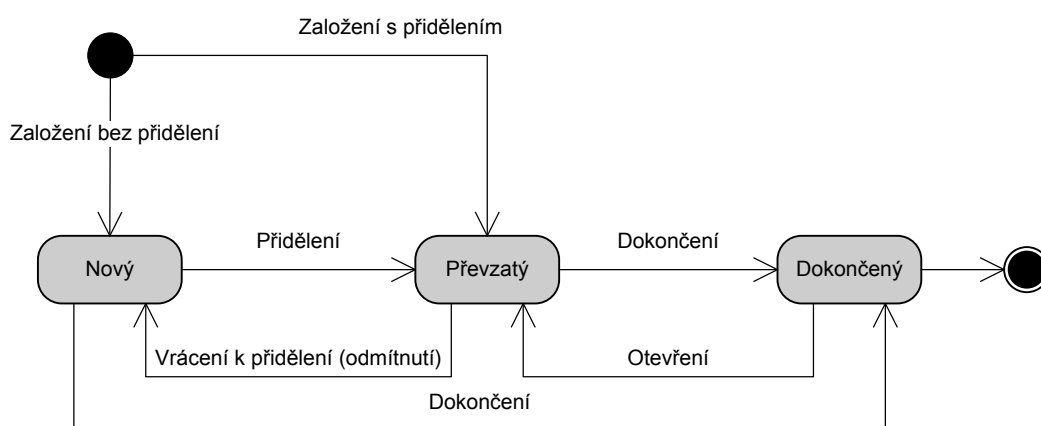 Založení s přidělením
Založení bez přidělení
Přidělení
Dokončení
Nový
Převzatý
Dokončený
Vrácení k přidělení (odmítnutí)
Otevření
Dokončení